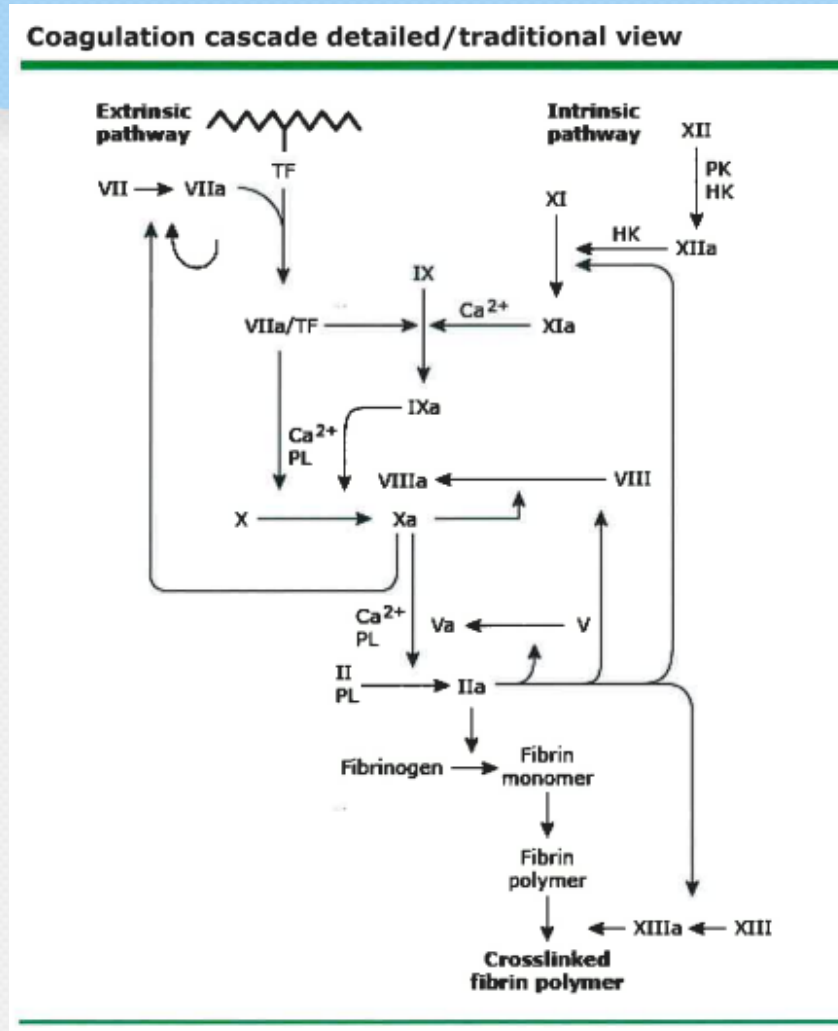 Coagulation cascade detailed/traditional view
Extrinsic
pathway
Intrinsic
pathway
XII
TF
PK
HK
VII
VIIa
XI
HK
XIIa
IX
VIIa/TF
Ca2+
XIa
IXa
Ca2+
PL
VIIIa
VIII
X
Xa
Ca2+
PL
Va
V
II
PL
IIa
Fibrinogen
Fibrin
monomer
Fibrin
polymer
XIIIa
XIII
Crosslinked
fibrin polymer